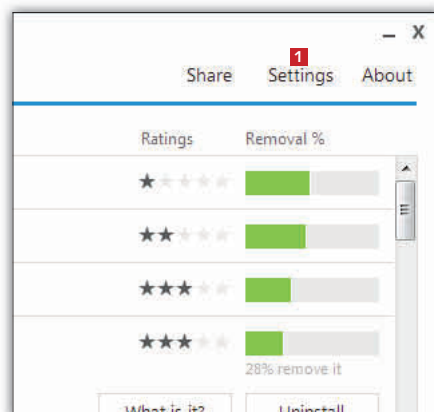 X
1
Share Settings About
Ratings Removal %
28% remove it
What is it? Uninstall